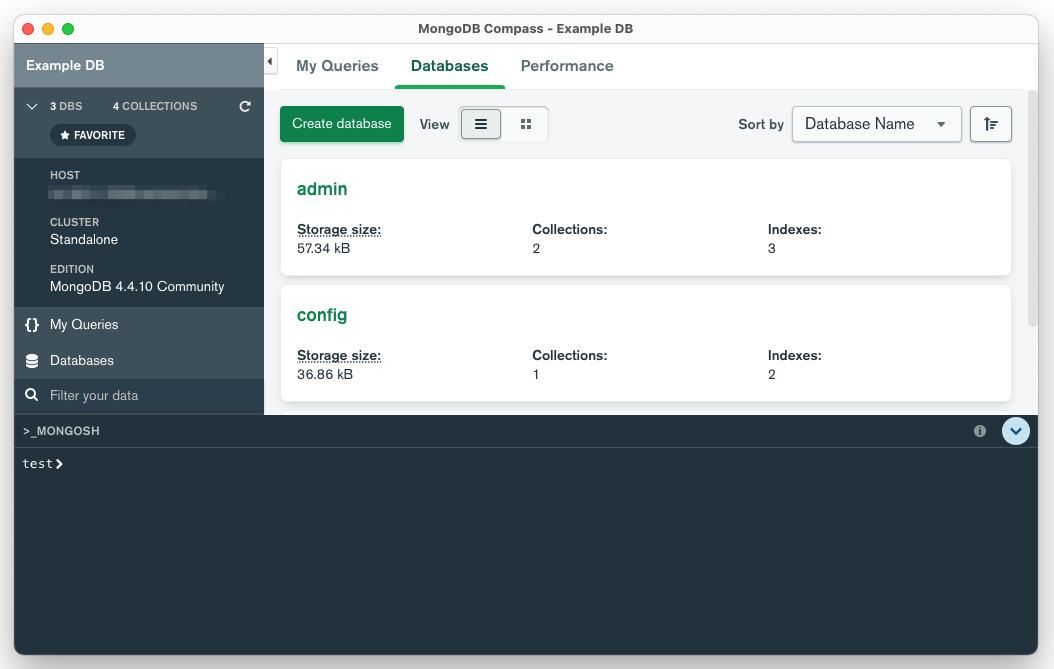 MongoDB Compass - Example DB
Example DB
3 DBS 4 COLLECTIONS
FAVORITE
HOST
CLUSTER
Standalone
EDITION
MongoDB 4.4.10 Community
{} My Queries
Databases
Filter your data
My Queries Databases Performance
Create database View Sort by Database Name
admin
Storage size: Collections: Indexes:
57.34 kB 2 3
config
Storage size: Collections: Indexes:
36.86 kB 1 2
>_MONGOSH
test>